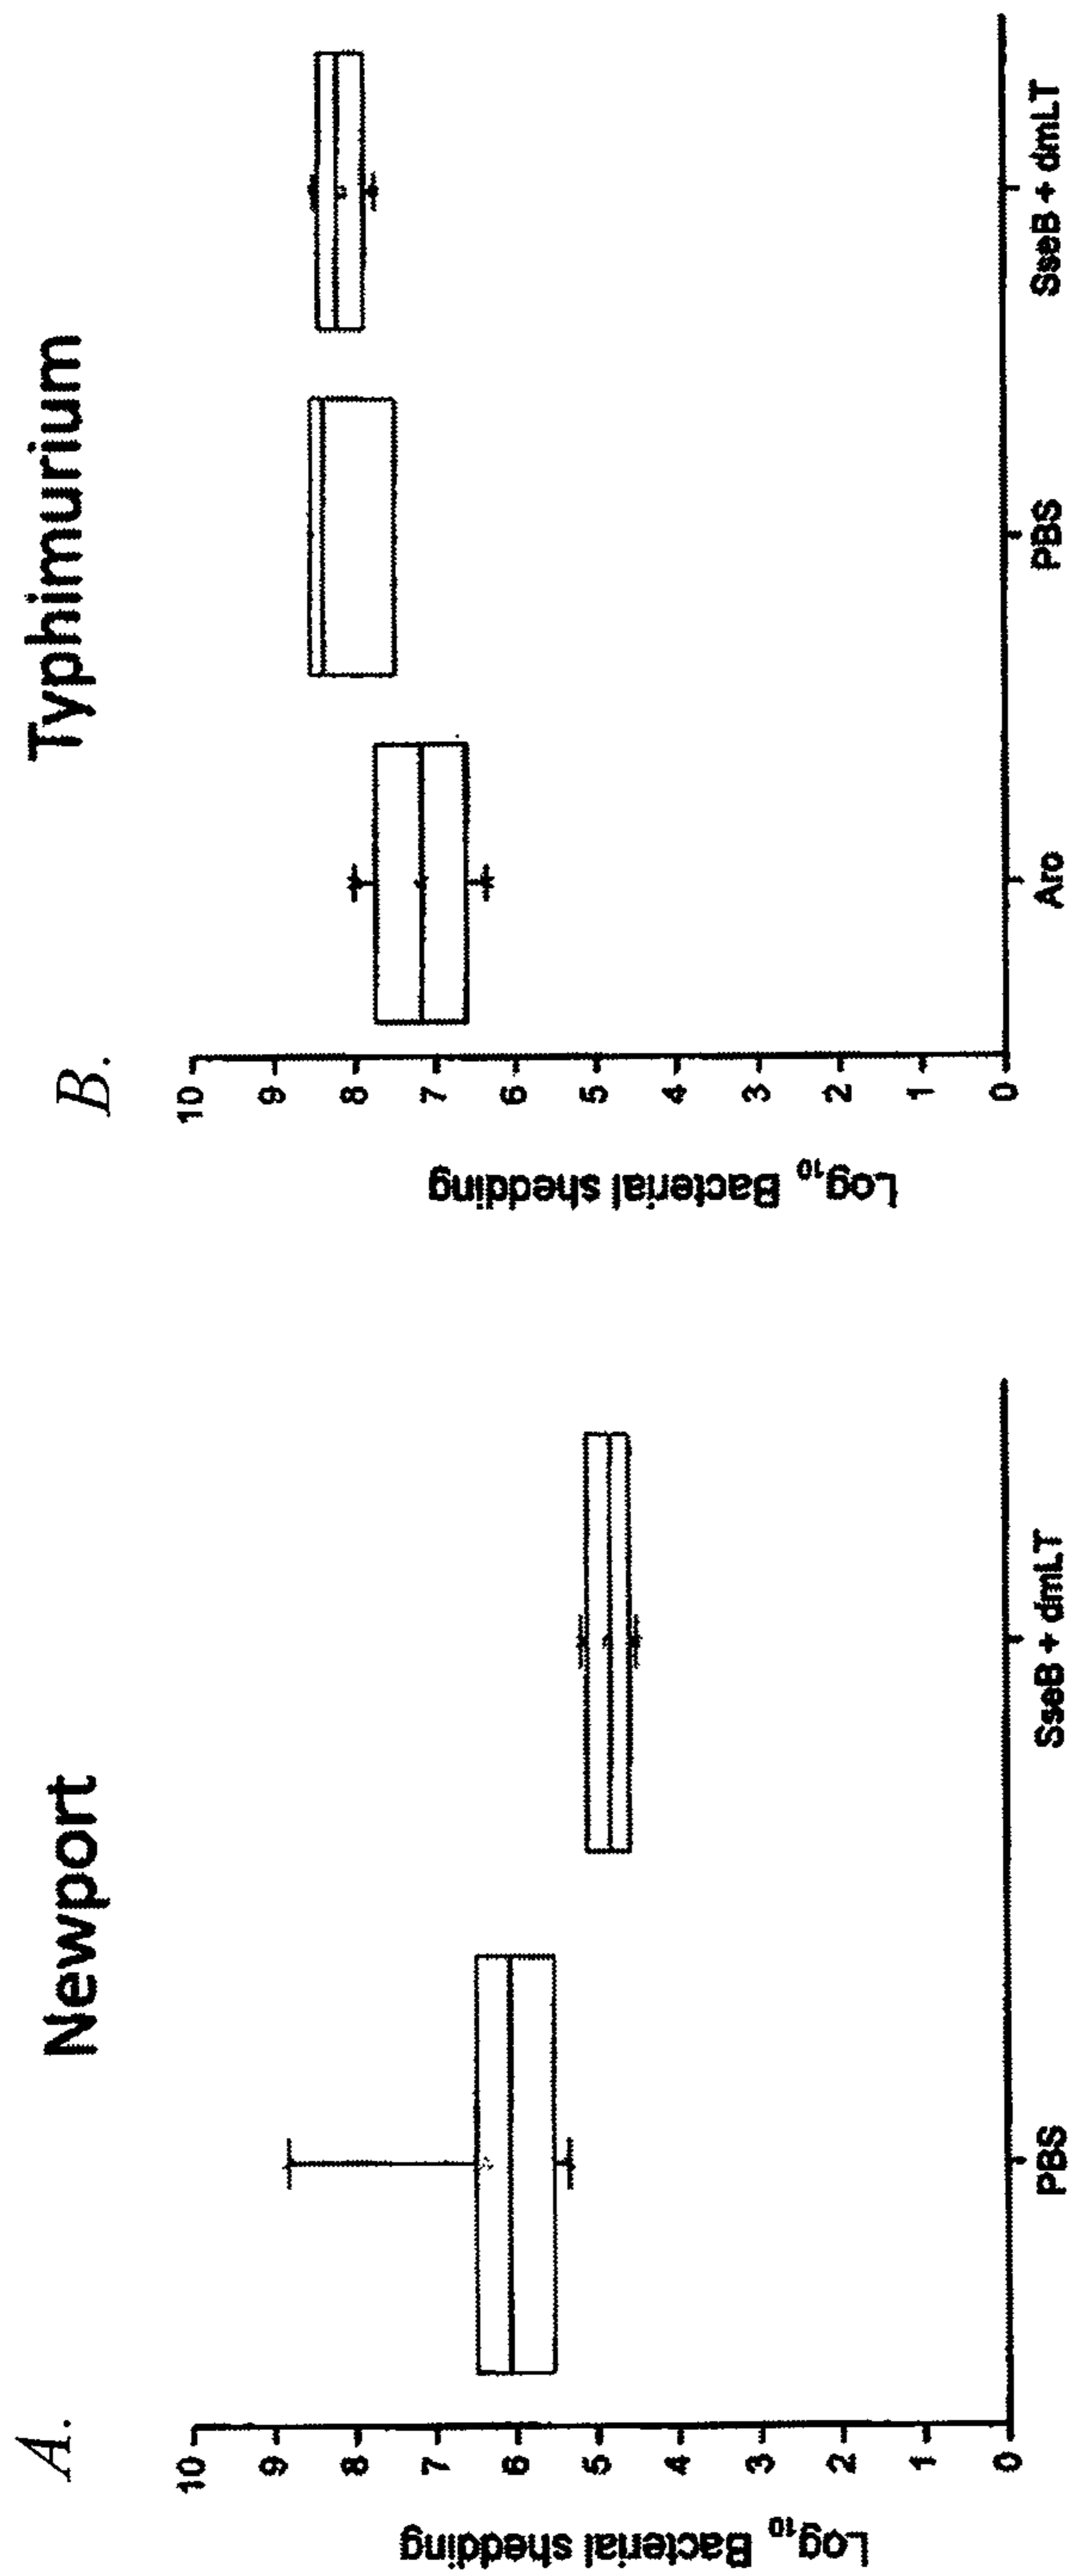 A.
Newport
Log₁₀ Bacterial shedding
10
9
8
7
6
5
4
3
2
1
0
PBS
SseB + dmLT
B.
Typhimurium
Log₁₀ Bacterial shedding
10
9
8
7
6
5
4
3
2
1
0
Aro
PBS
SseB + dmLT